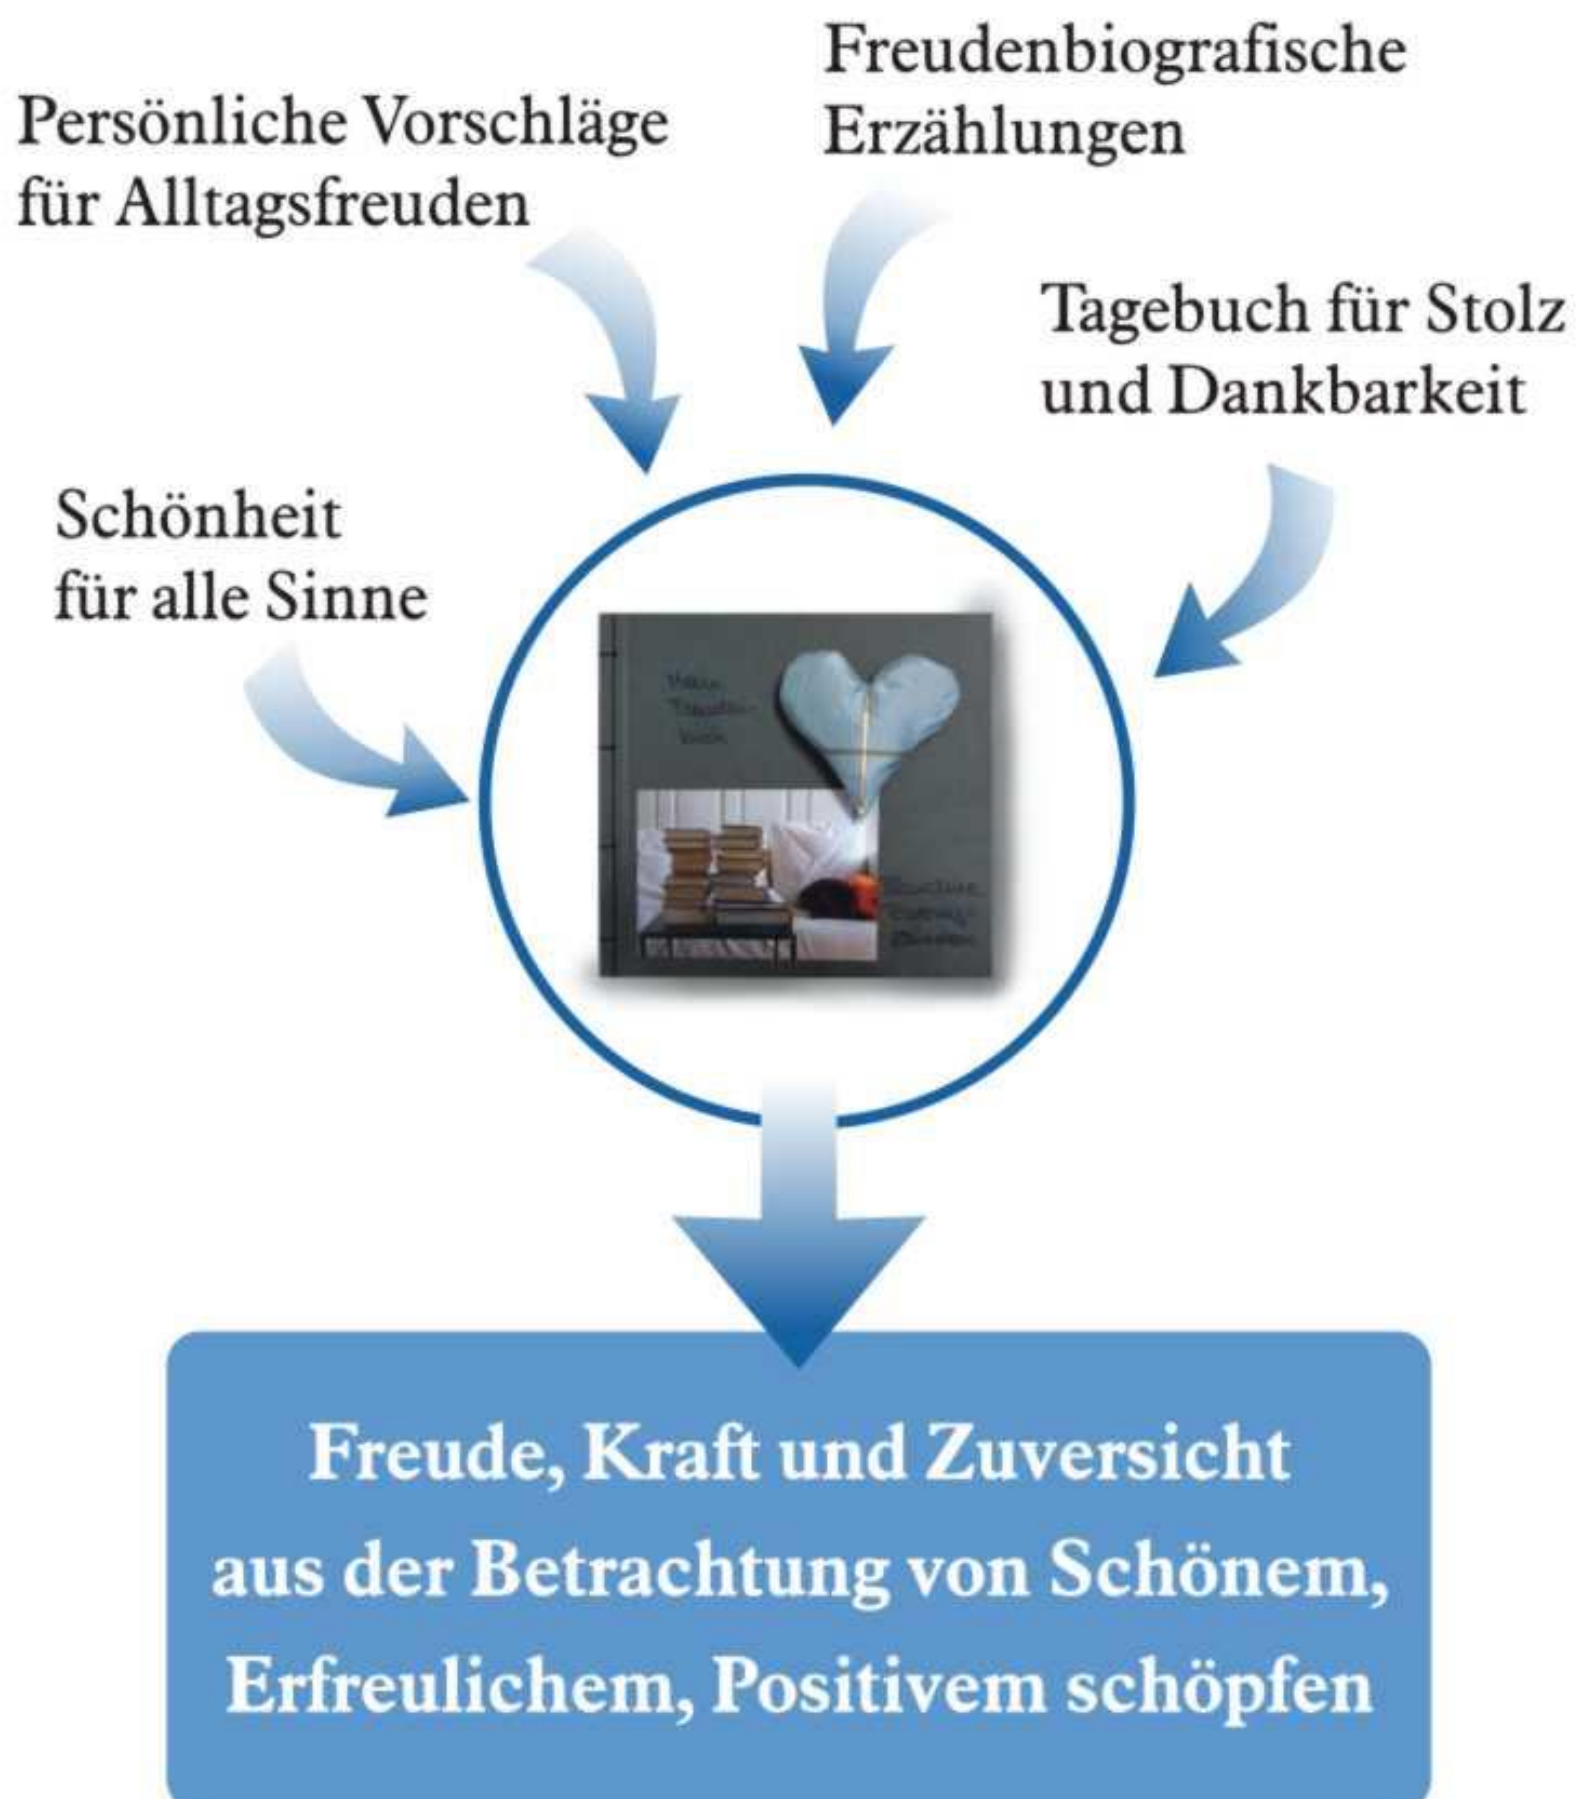 Freudenbiografische
Erzählungen
Persönliche Vorschläge
für Alltagsfreuden
Tagebuch für Stolz
und Dankbarkeit
Schönheit
für alle Sinne
Freude, Kraft und Zuversicht
aus der Betrachtung von Schönem,
Erfreulichem, Positivem schöpfen